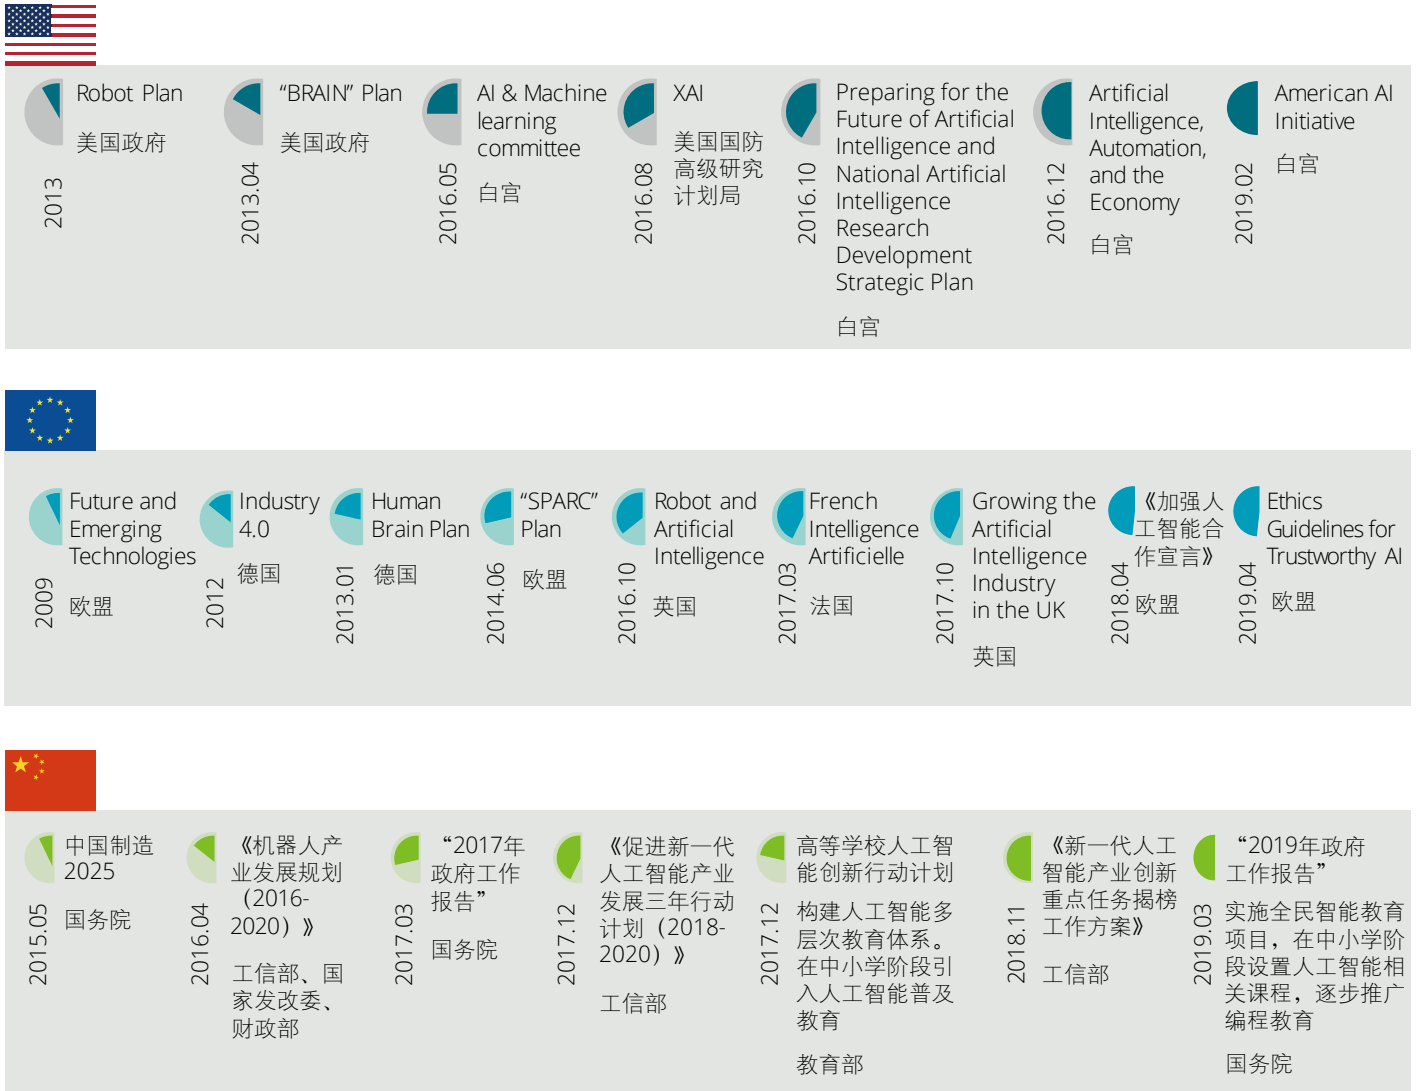 2013
Robot Plan
美国政府
2013.04
“BRAIN” Plan
美国政府
2016.05
AI & Machine
learning
committee
白宫
2016.08
XAI
美国国防
高级研究
计划局
2016.10
Preparing for the
Future of Artificial
Intelligence and
National Artificial
Intelligence
Research
Development
Strategic Plan
白宫
2016.12
Artificial
Intelligence,
Automation,
and the
Economy
白宫
2019.02
American AI
Initiative
白宫
2009
Future and
Emerging
Technologies
欧盟
2012
Industry
4.0
德国
2013.01
Human
Brain Plan
德国
2014.06
“SPARC”
Plan
欧盟
2016.10
Robot and
Artificial
Intelligence
英国
2017.03
French
Intelligence
Artificielle
法国
2017.10
Growing the
Artificial
Intelligence
Industry
in the UK
英国
2018.04
《加强人
工智能合
作宣言》
欧盟
2019.04
Ethics
Guidelines for
Trustworthy AI
欧盟
2015.05
中国制造
2025
国务院
2016.04
《机器人产
业发展规划
（2016-
2020）》
工信部、国
家发改委、
财政部
2017.03
“2017年
政府工作
报告”
国务院
2017.12
《促进新一代
人工智能产业
发展三年行动
计划（2018-
2020）》
工信部
2017.12
高等学校人工智
能创新行动计划
构建人工智能多
层次教育体系。
在中小学阶段引
入人工智能普及
教育
教育部
2018.11
《新一代人工
智能产业创新
重点任务揭榜
工作方案》
工信部
2019.03
“2019年政府
工作报告”
实施全民智能教育
项目，在中小学阶
段设置人工智能相
关课程，逐步推广
编程教育
国务院